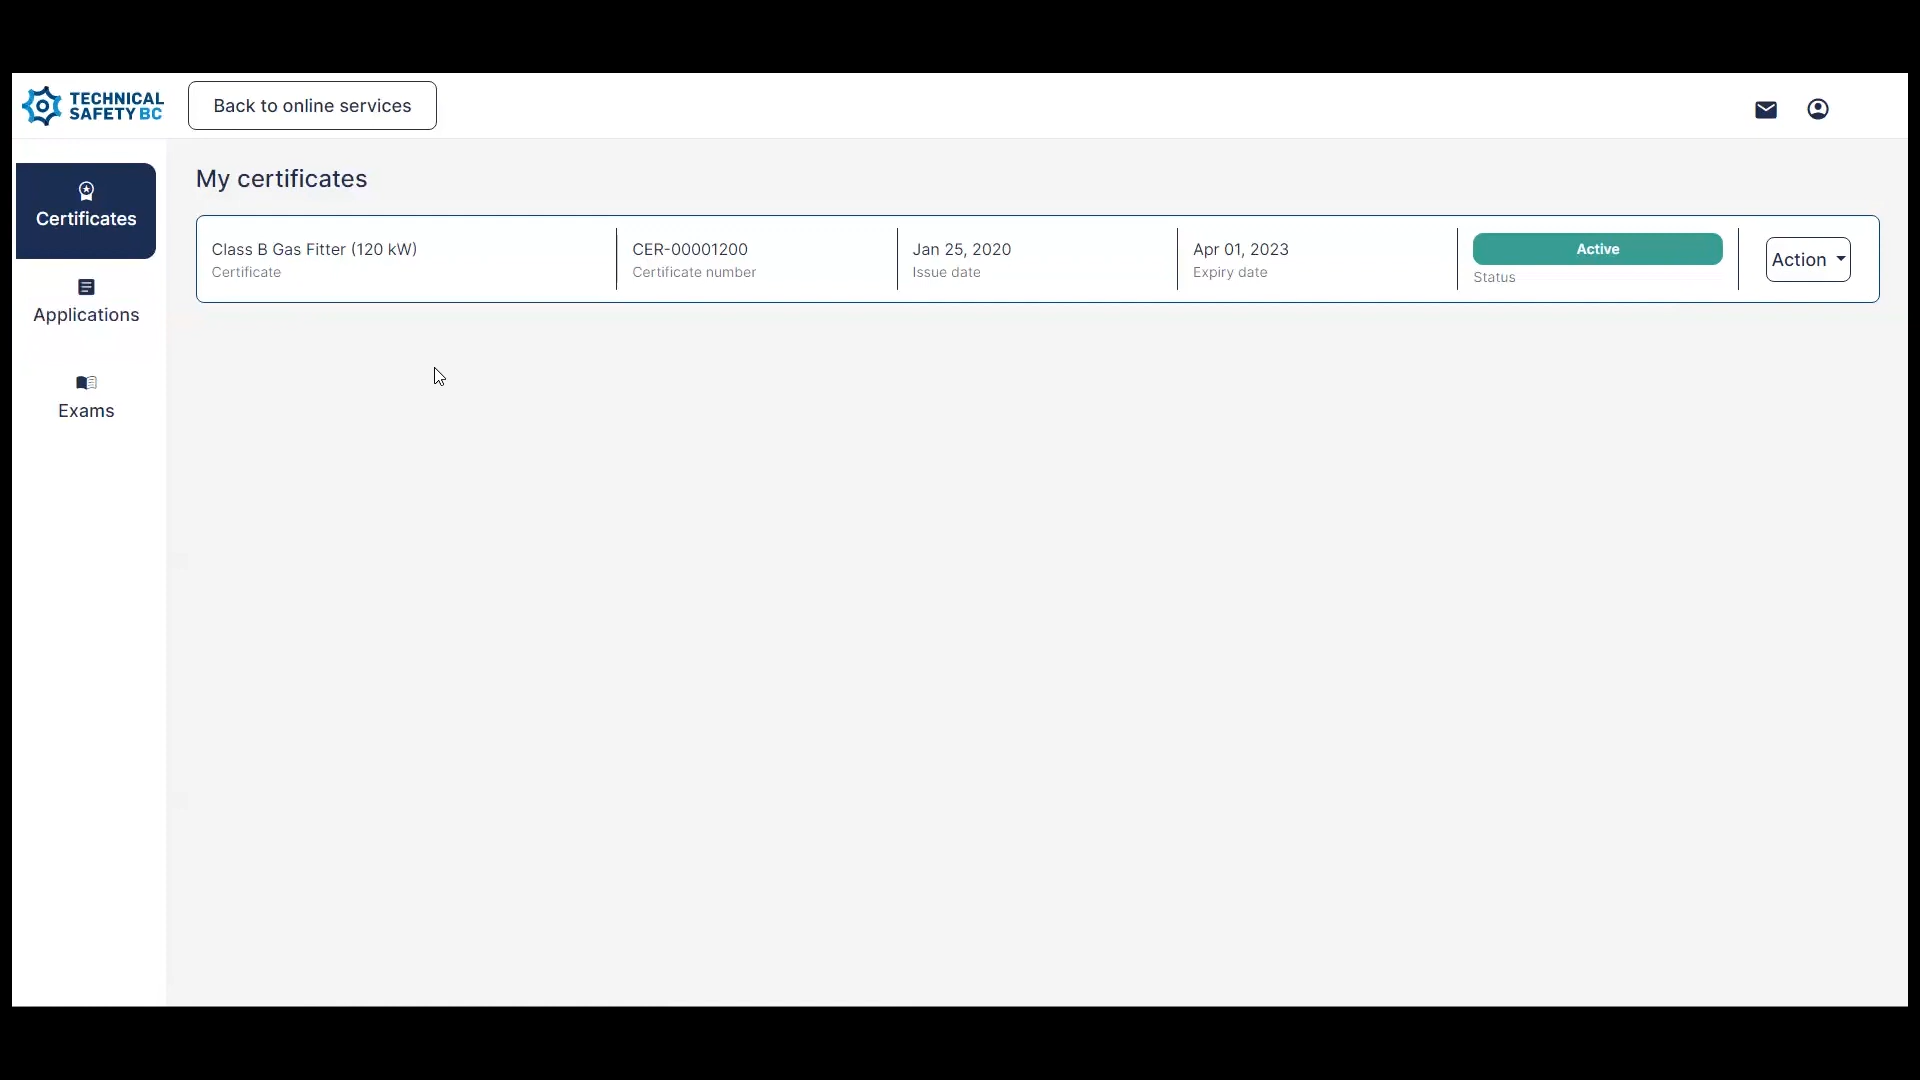 TECHNICAL
SAFETY BC
Back to online services
Certificates
Applications
Exams
My certificates
Class B Gas Fitter (120 kW)
Certificate
CER-00001200
Certificate number
Jan 25, 2020
Issue date
Apr 01, 2023
Expiry date
Active
Status
Action